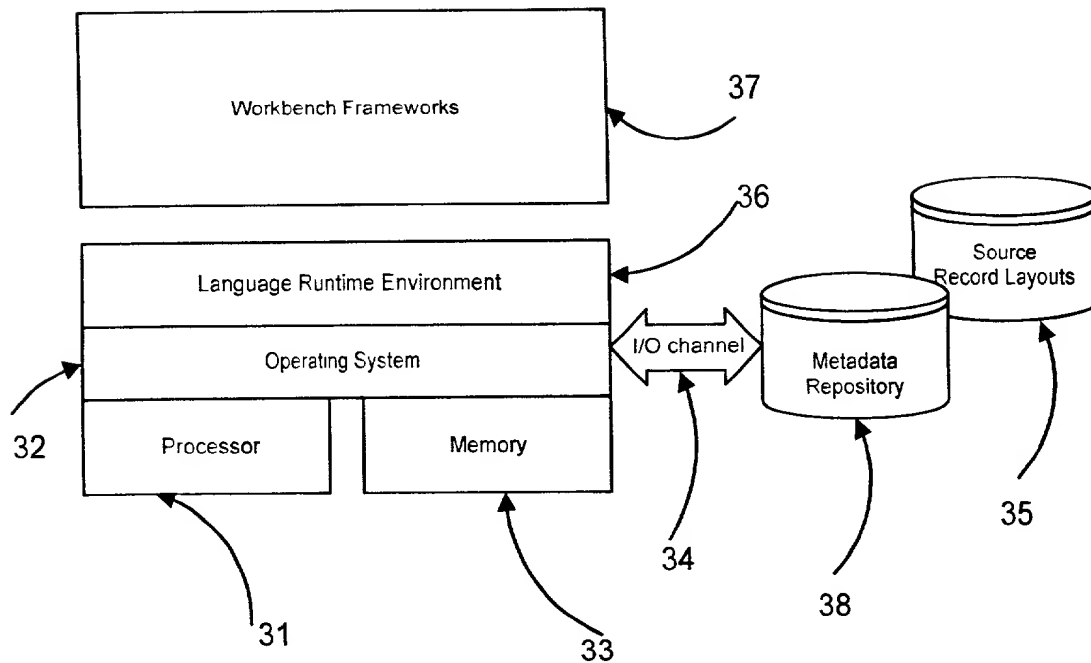 Workbench Frameworks
37
36
Source
Record Layouts
Language Runtime Environment
I/O channel
Metadata
Repository
Operating System
32
Processor
Memory
35
34
38
31
33